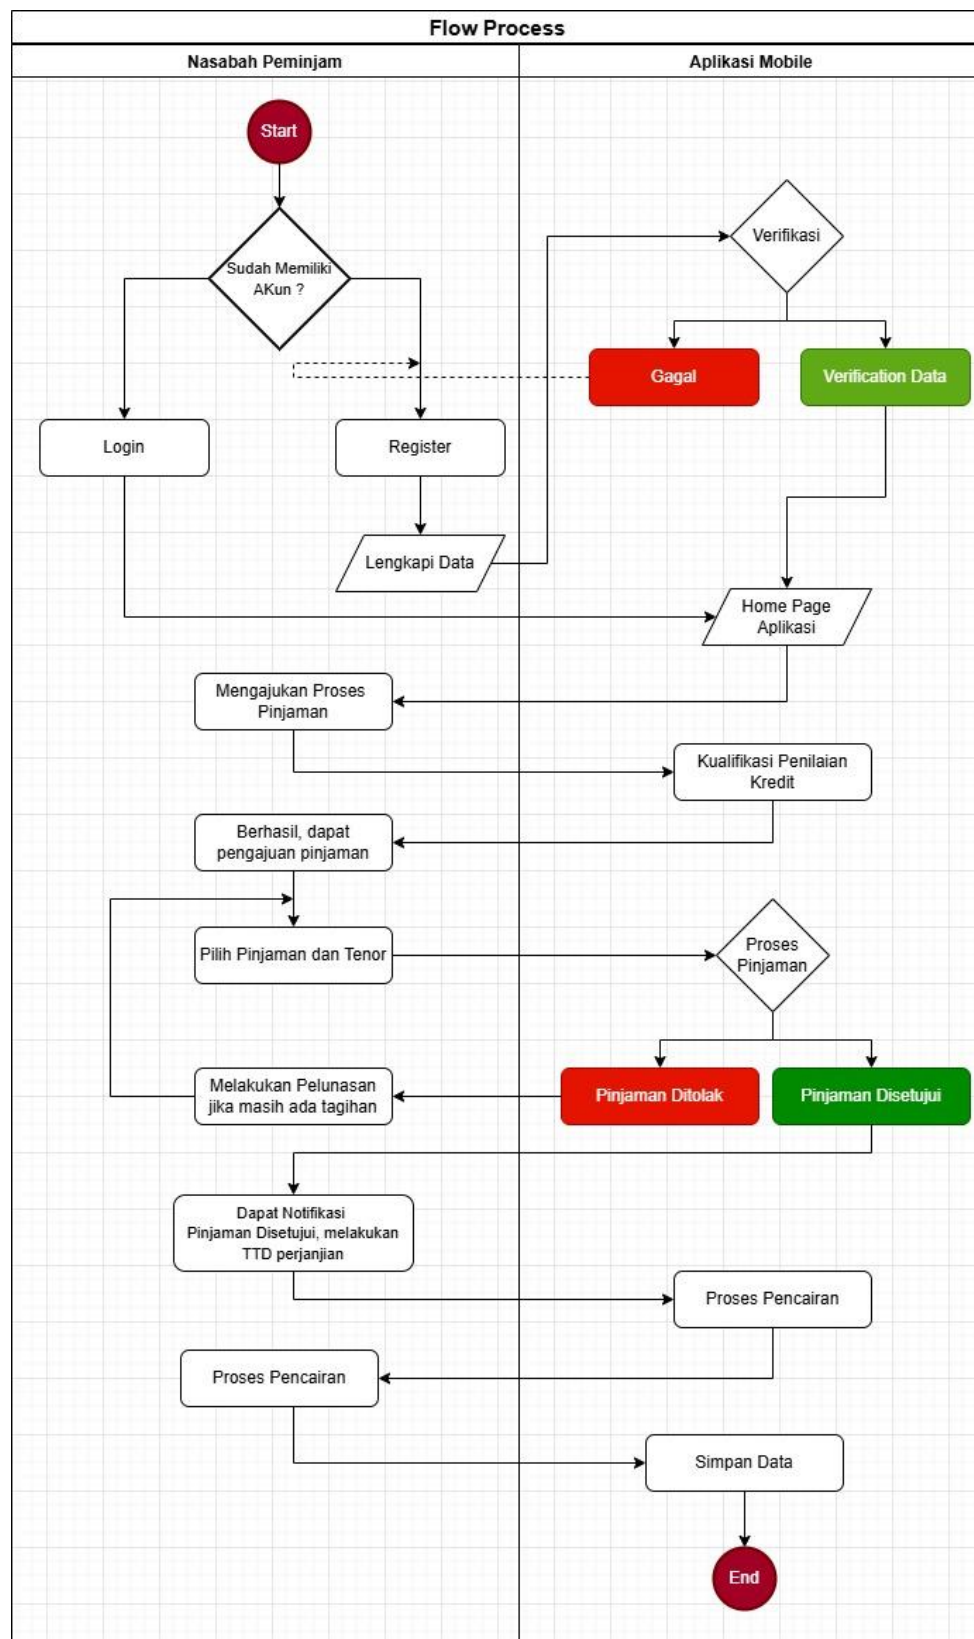 Flow Process
Nasabah Peminjam
Aplikasi Mobile
Start
Sudah Memiliki
AKun ?
Verifikasi
Gagal
Verification Data
Login
Register
Lengkapi Data
Home Page
Aplikasi
Mengajukan Proses
Pinjaman
Kualifikasi Penilaian
Kredit
Berhasil, dapat
pengajuan pinjaman
Pilih Pinjaman dan Tenor
Proses
Pinjaman
Melakukan Pelunasan
jika masih ada tagihan
Pinjaman Ditolak
Pinjaman Disetujui
Dapat Notifikasi
Pinjaman Disetujui, melakukan
TTD perjanjian
Proses Pencairan
Proses Pencairan
Simpan Data
End